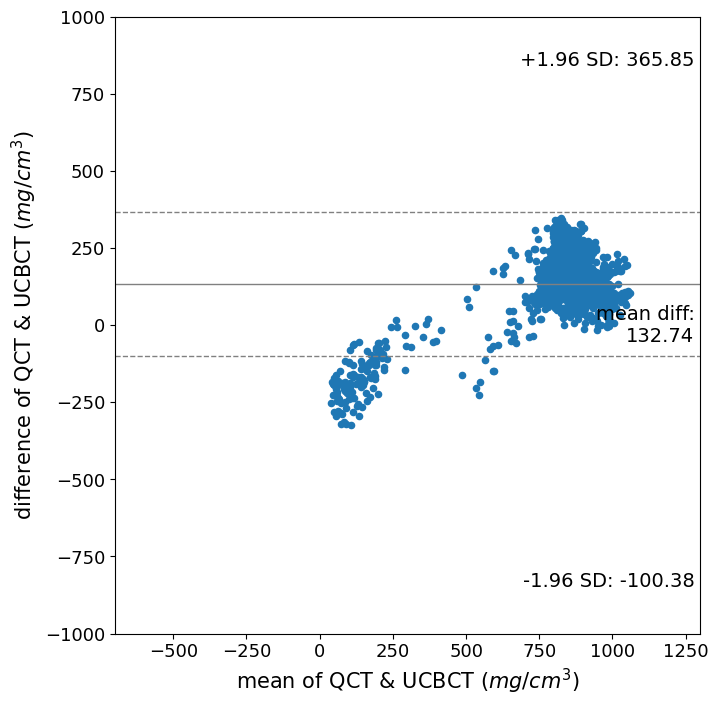 1000
+1.96 SD: 365.85
750
500
250
mean diff:
0
132.74
−250
−500
−750
-1.96 SD: -100.38
−1000
−500 −250 0 250 500 750 1000 1250
mean of QCT & UCBCT (mg/cm³)
difference of QCT & UCBCT (mg/cm³)